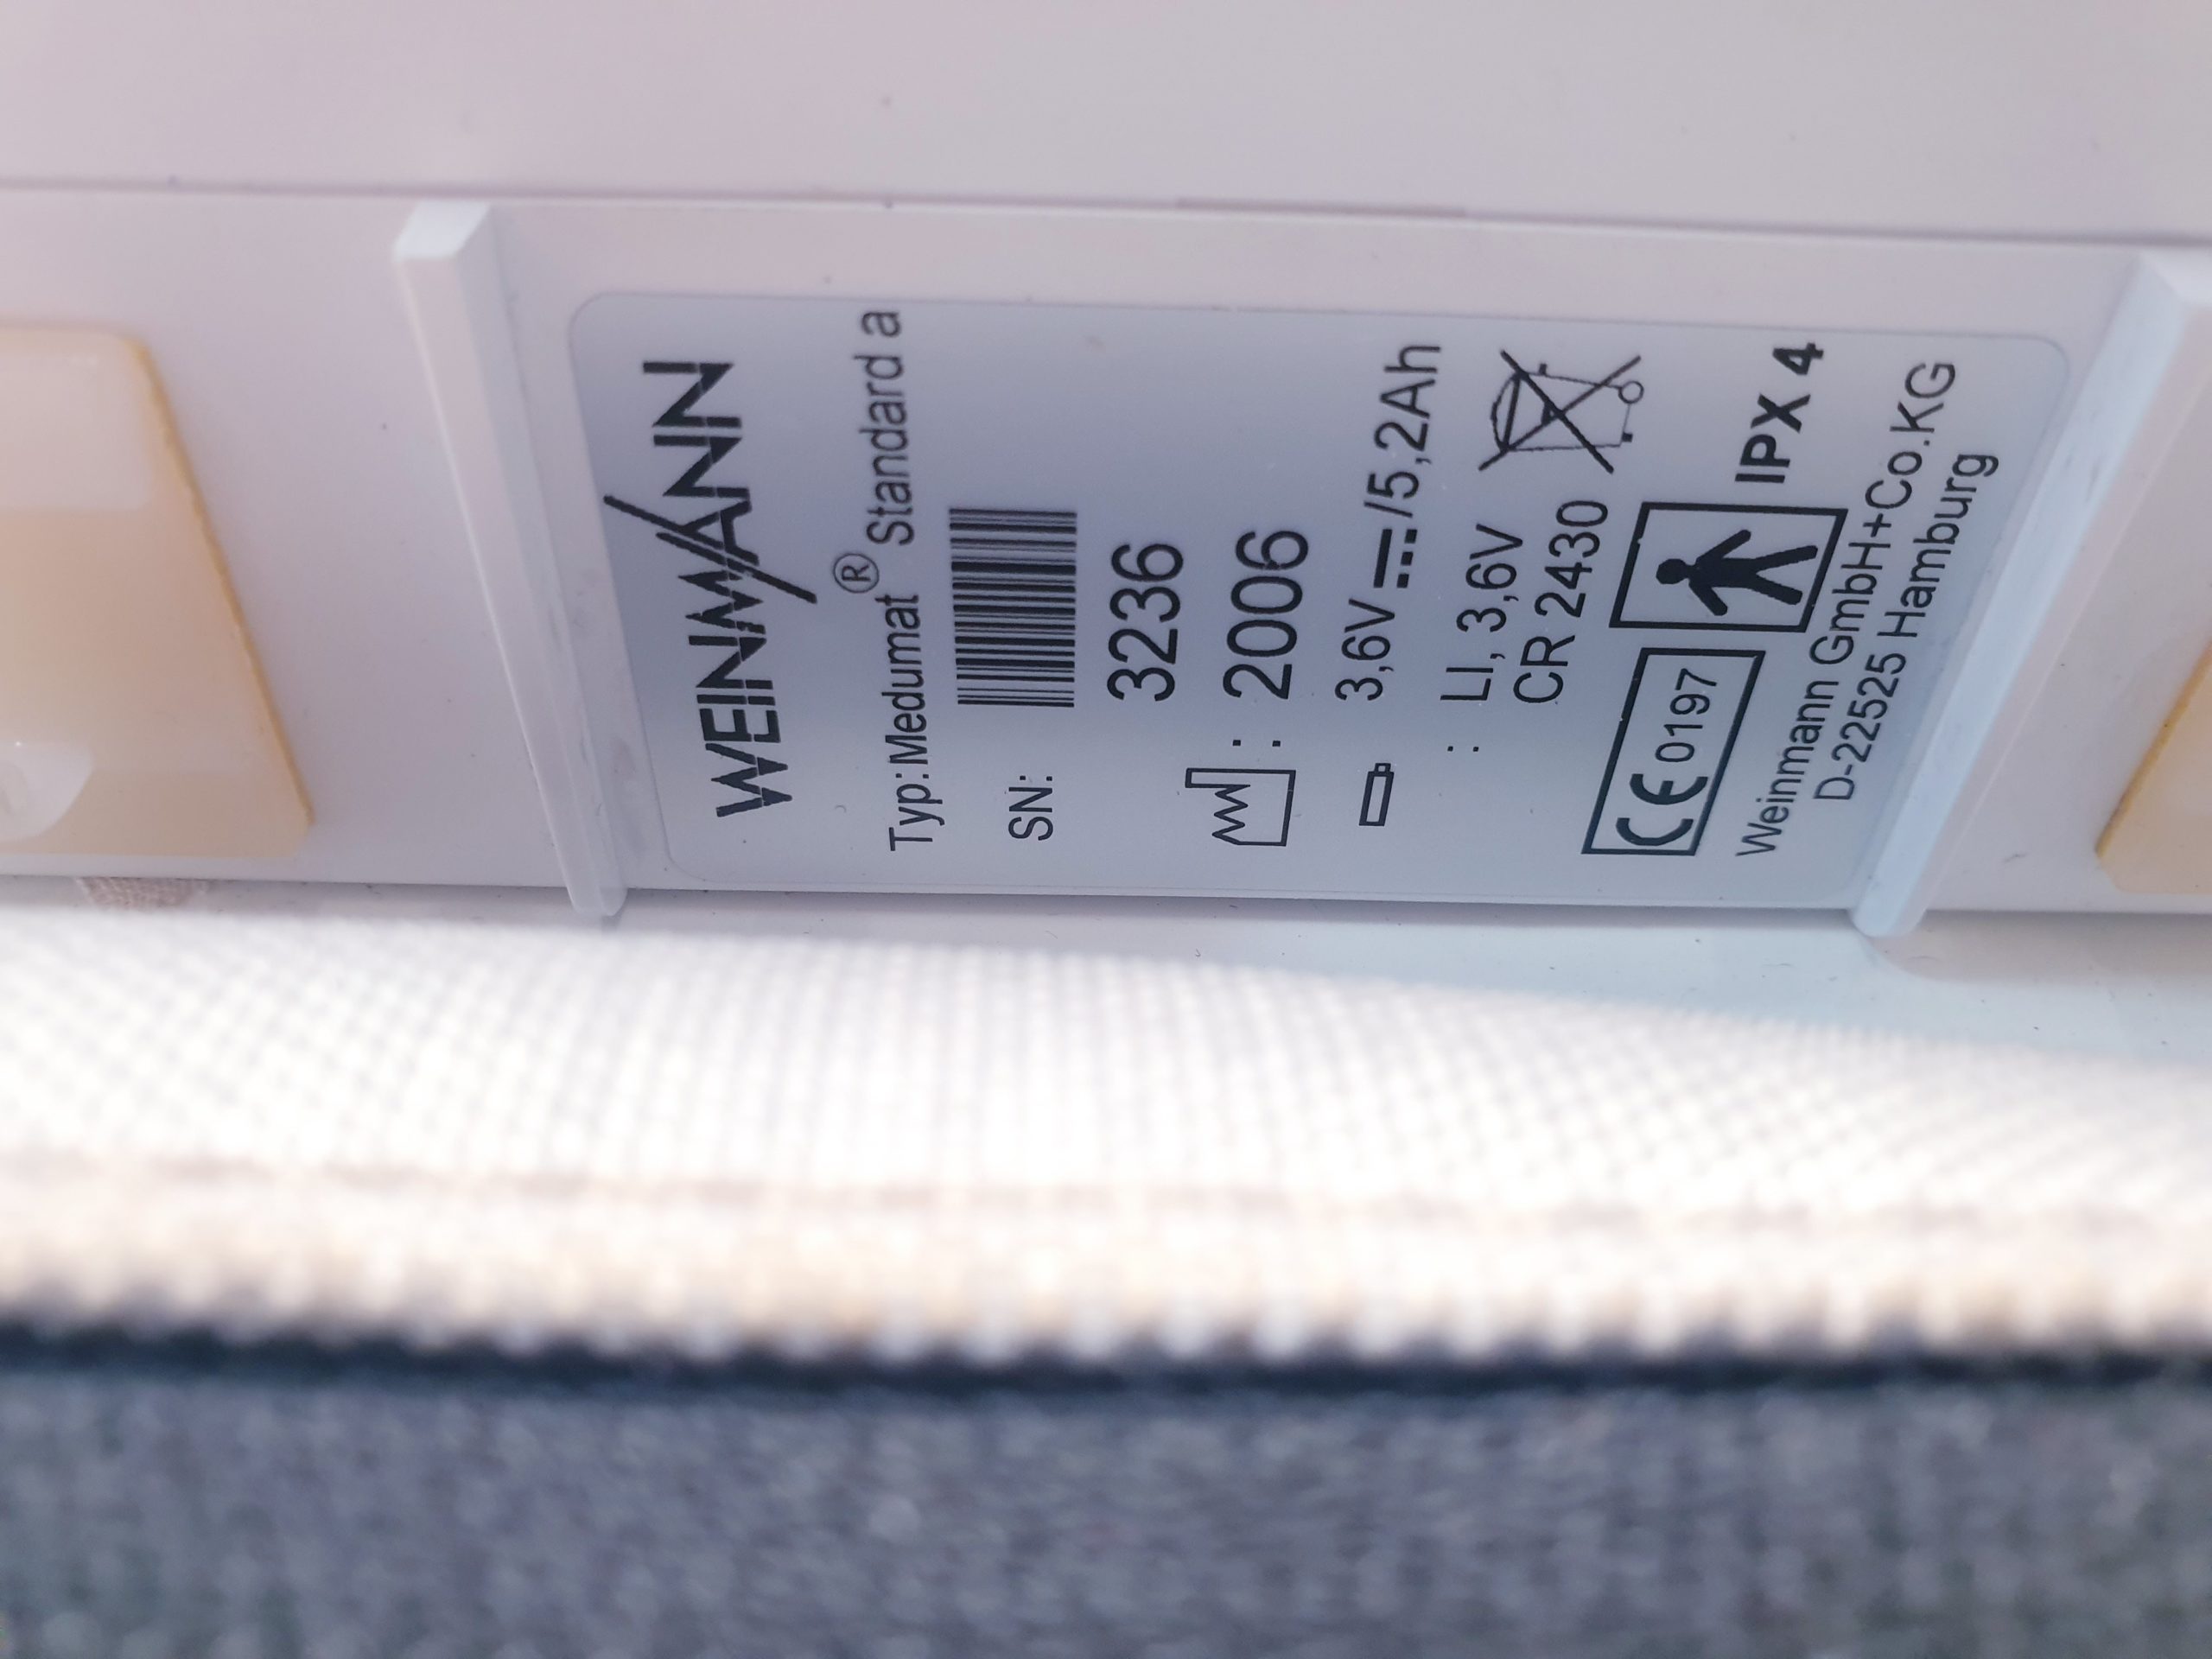 WEINMANN
Typ: Medumat® Standard a
SN:
3236
: 2006
3,6V /5,2Ah
: LI, 3,6V
CR 2430
CE 0197
IPX 4
Weinmann GmbH+Co.KG
D-22525 Hamburg